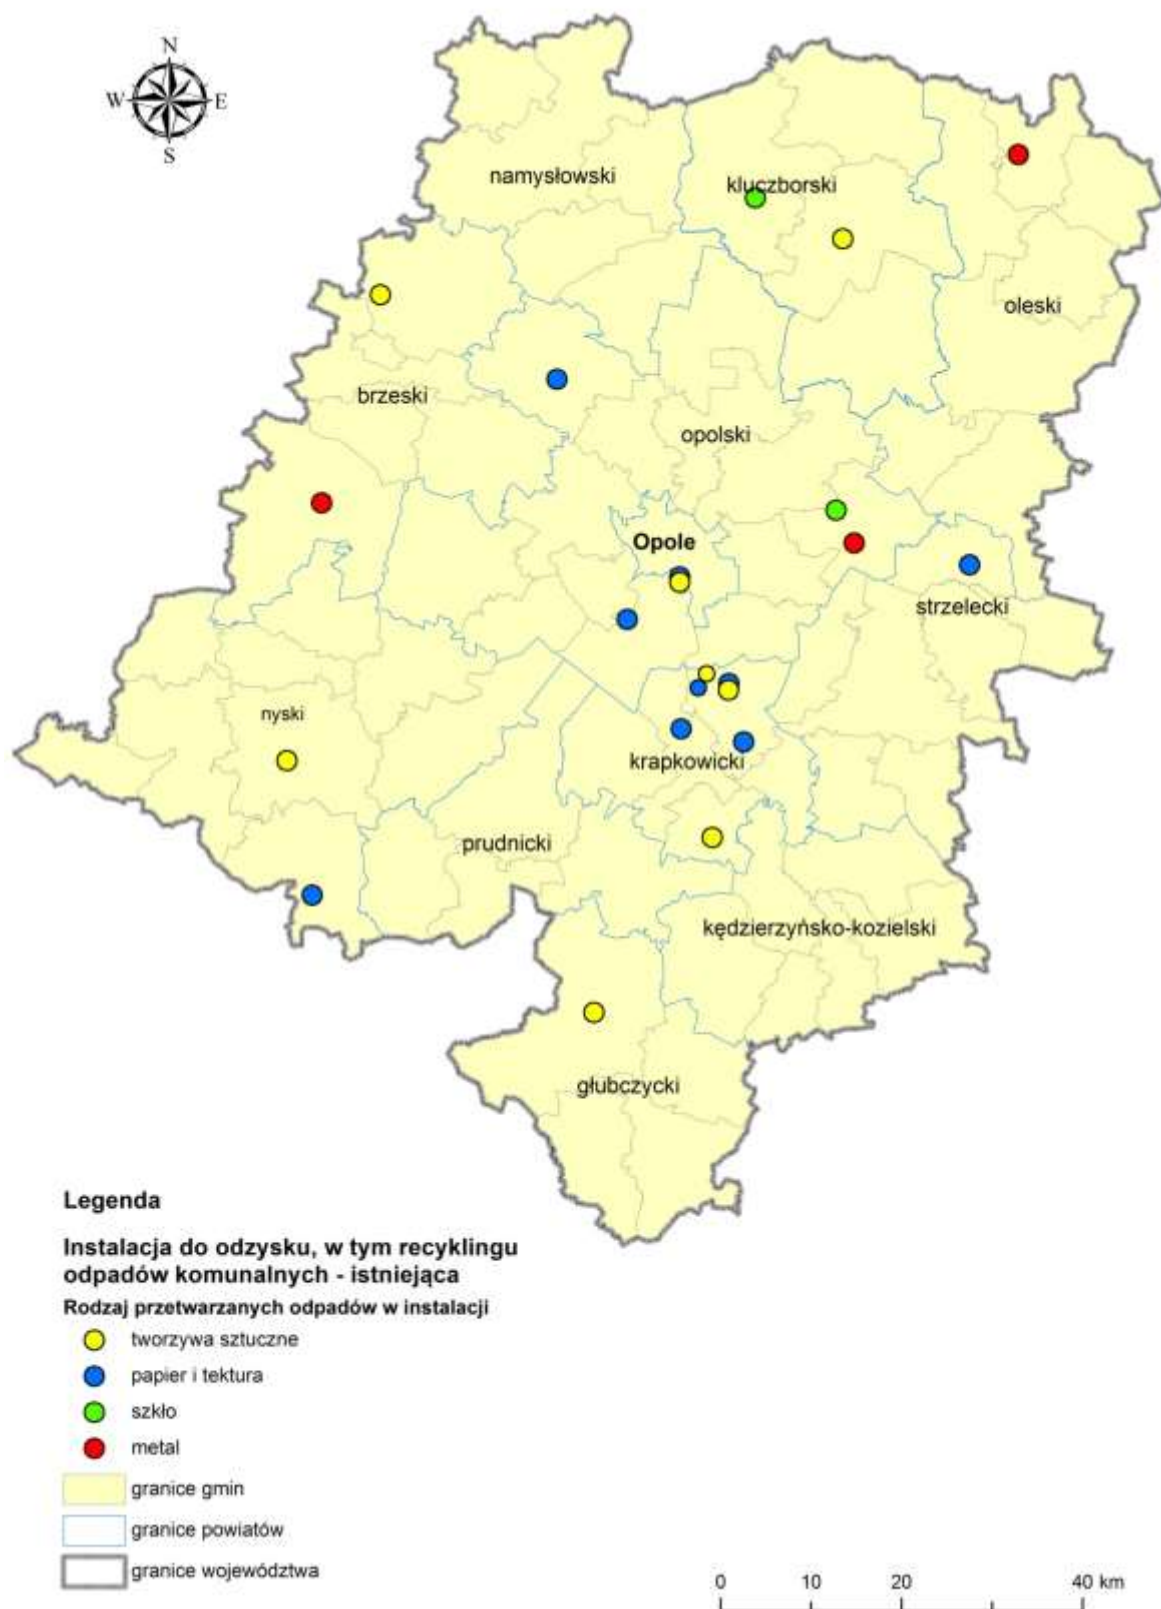 N
W E
S
namysłowski
kluczborski
oleski
brzeski
opolski
Opole
strzelecki
nyski
krapkowicki
prudnicki
kędzierzyńsko-kozielski
głubczycki
Legenda
Instalacja do odzysku, w tym recyklingu
odpadów komunalnych - istniejąca
Rodzaj przetwarzanych odpadów w instalacji
tworzywa sztuczne
papier i tektura
szkło
metal
granice gmin
granice powiatów
granice województwa
0 10 20 40 km